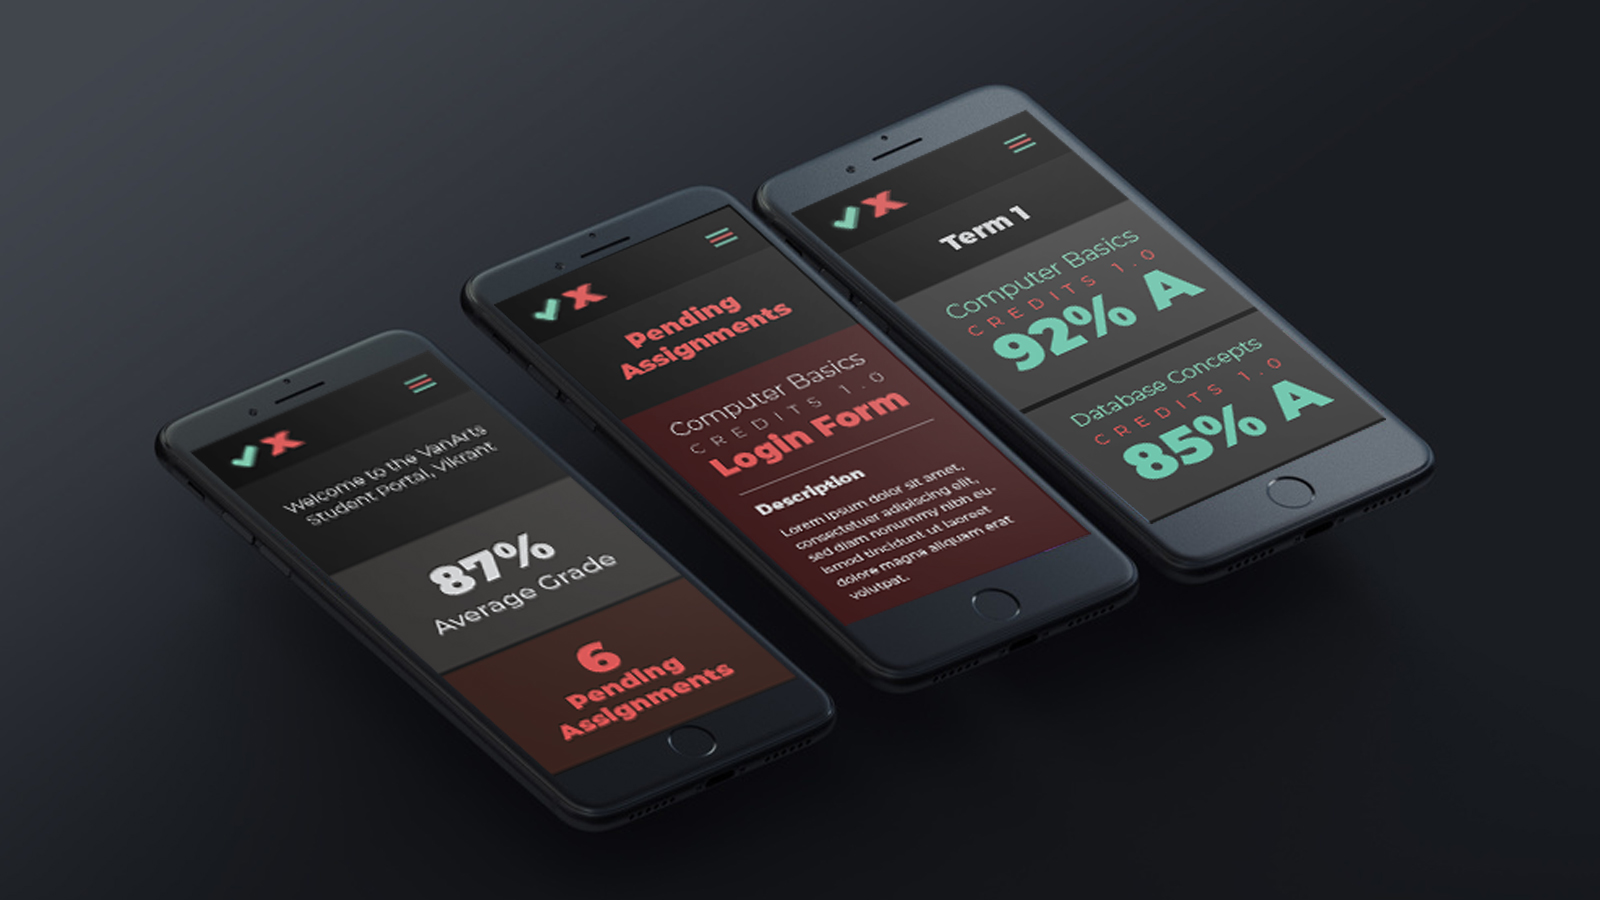 Welcome to the VanArts
Student Portal, Vikrant
87%
Average Grade
6
Pending
Assignments
Pending
Assignments
Computer Basics
CREDITS 1.0
Login Form
Description
Lorem ipsum dolor sit amet,
consectetuer adipiscing elit,
sed diam nonummy nibh eu-
ismod tincidunt ut laoreet
dolore magna aliquam erat
volutpat.
Term 1
Computer Basics
CREDITS 1.0
92% A
Database Concepts
CREDITS 1.0
85% A